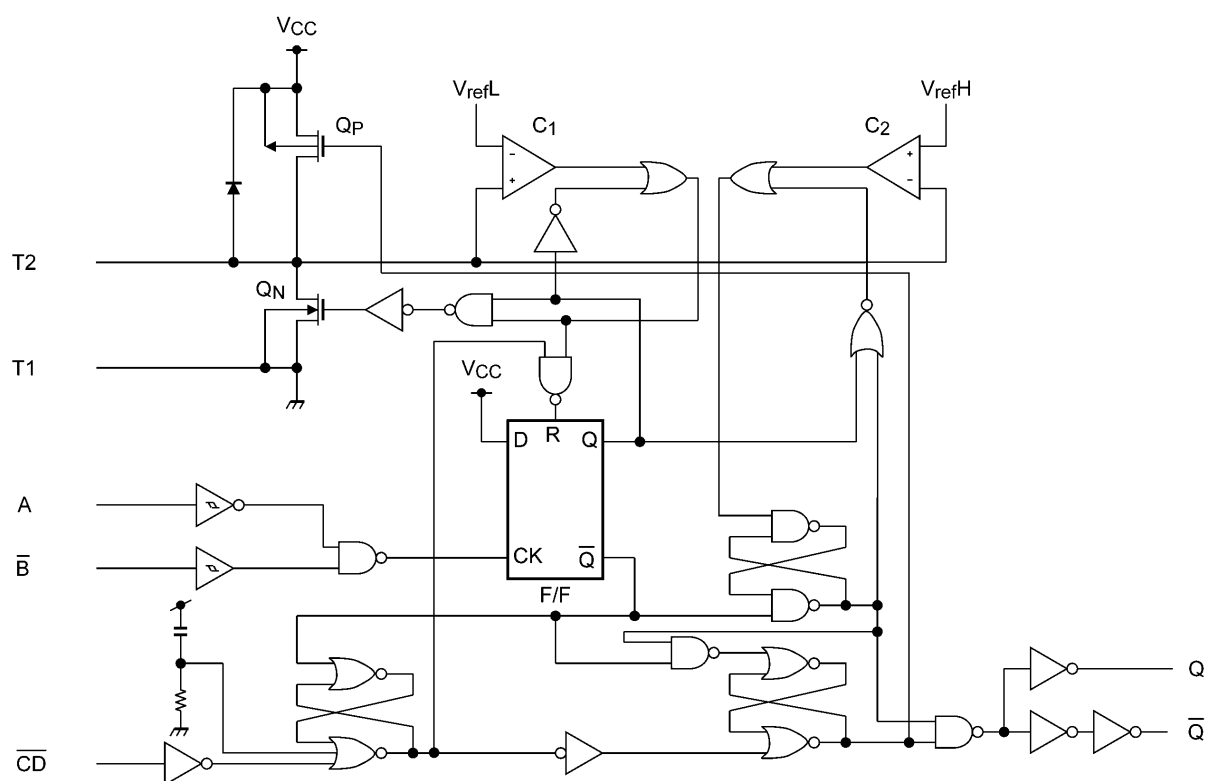 VCC
VrefL
VrefH
C1
C2
QP
-
+
+
-
T2
QN
T1
VCC
D
R
Q
A
B̅
CK
Q̅
F/F
Q
Q̅
C̅D̅